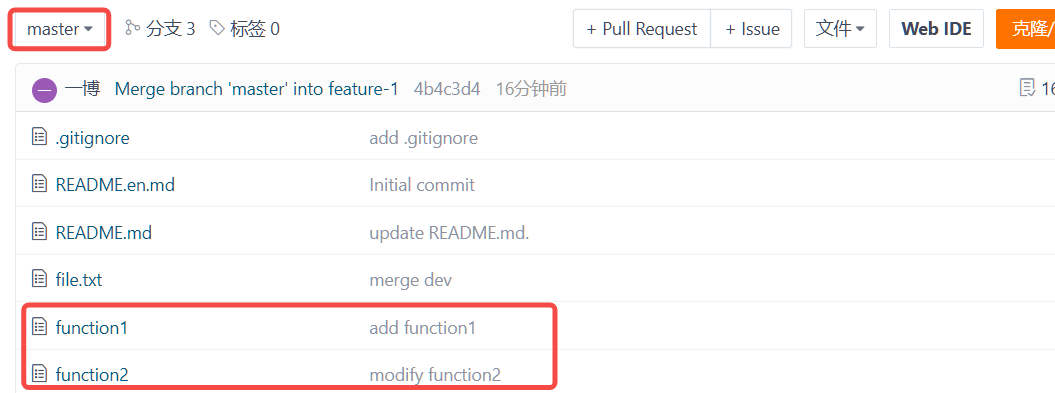 master 分支 3 标签 0 + Pull Request + Issue 文件 Web IDE 克隆/
一 一博 Merge branch 'master' into feature-1 4b4c3d4 16分钟前 16
.gitignore add .gitignore
README.en.md Initial commit
README.md update README.md.
file.txt merge dev
function1 add function1
function2 modify function2